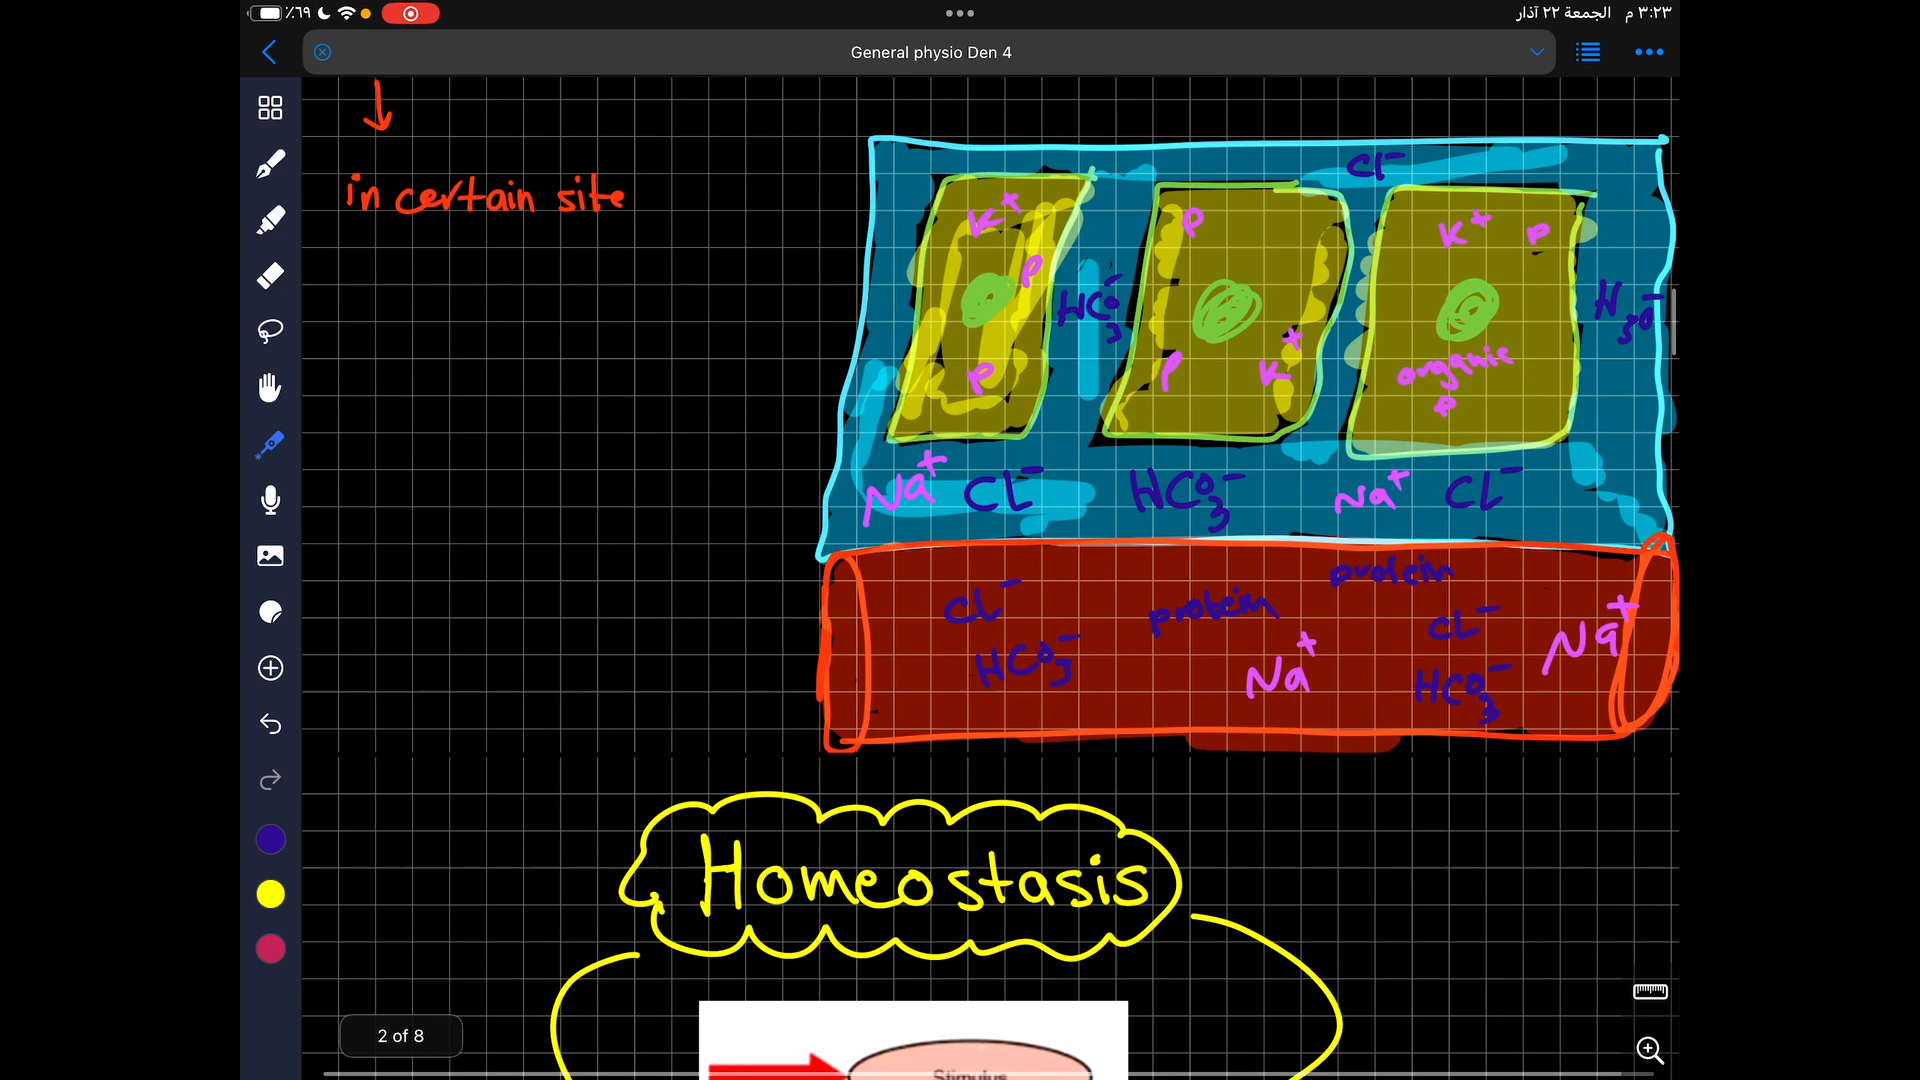 ٪٦٩
٣:٢٣ م الجمعة ٢٢ آذار
General physio Den 4
in certain site
Cl⁻
K⁺
P
K⁺ P
P
HCO₃⁻
organic
P
K⁺
P
P
Na⁺ CL⁻ HCO₃⁻ Na⁺ CL⁻
protein
CL⁻ protein CL⁻ Na⁺
HCO₃⁻ Na⁺ HCO₃⁻
Homeostasis
2 of 8
Stimulus